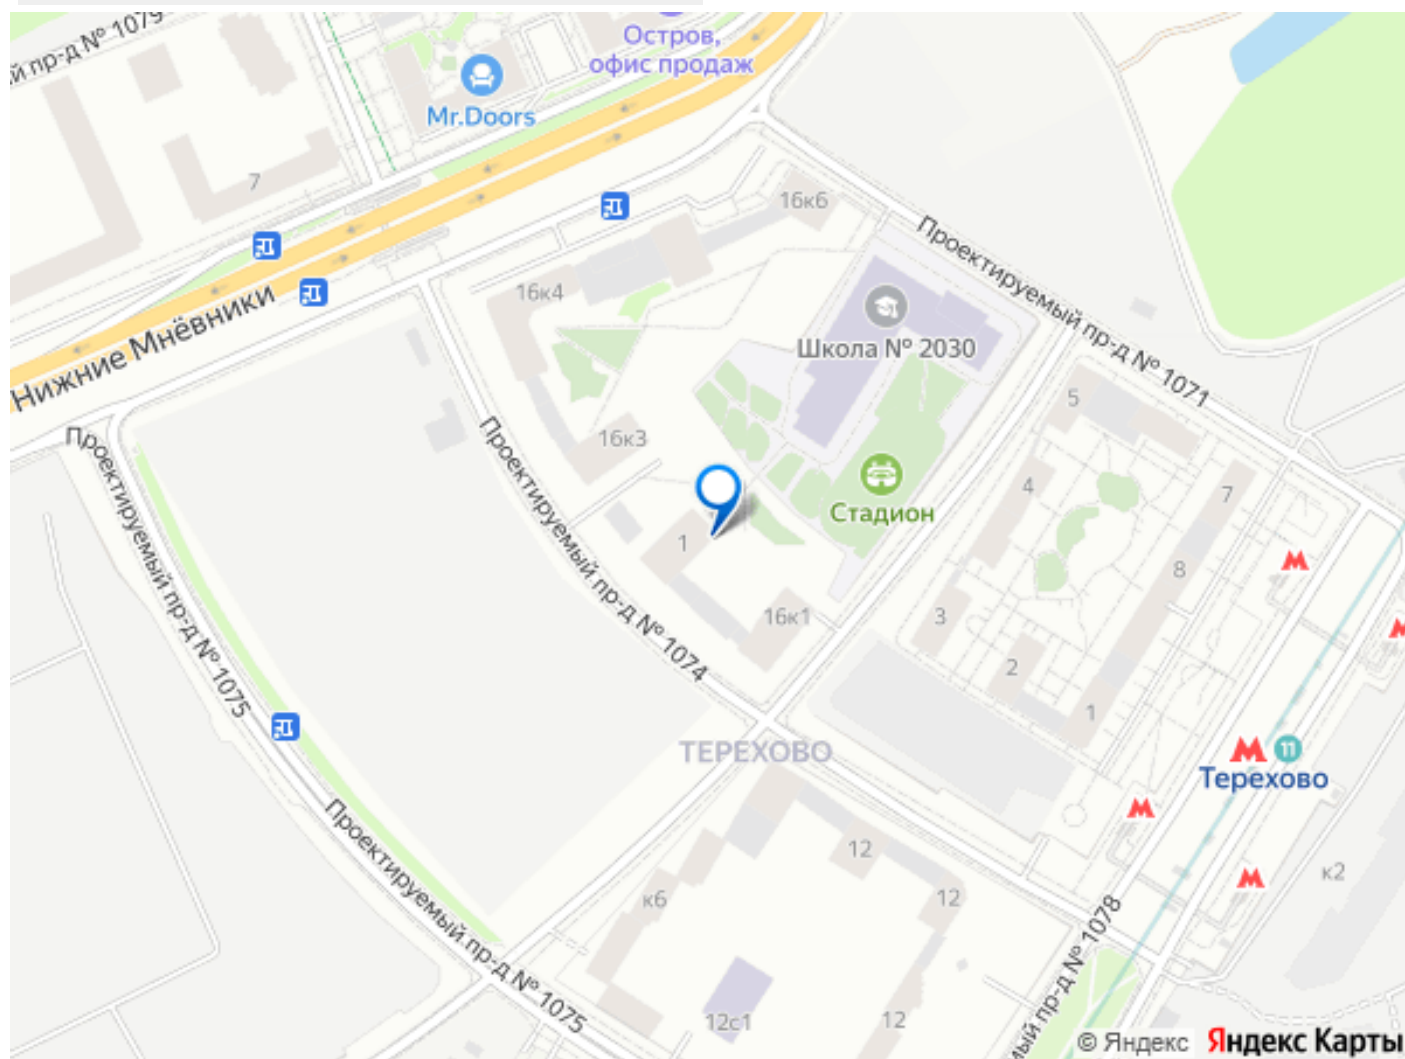 й пр-д № 1079
Остров,
офис продаж
Mr.Doors
7
16к6
Проектируемый пр-д № 1071
16к4
Нижние Мнёвники
Школа № 2030
5
16к3
4
7
Стадион
Проектируемый пр-д № 1075
Проектируемый пр-д № 1074
1
8
3
16к1
2
1
ТЕРЕХОВО
11
Терехово
Проектируемый пр-д № 1075
12
к2
к6
12
ый пр-д № 1078
12с1
12
© Яндекс Яндекс Карты